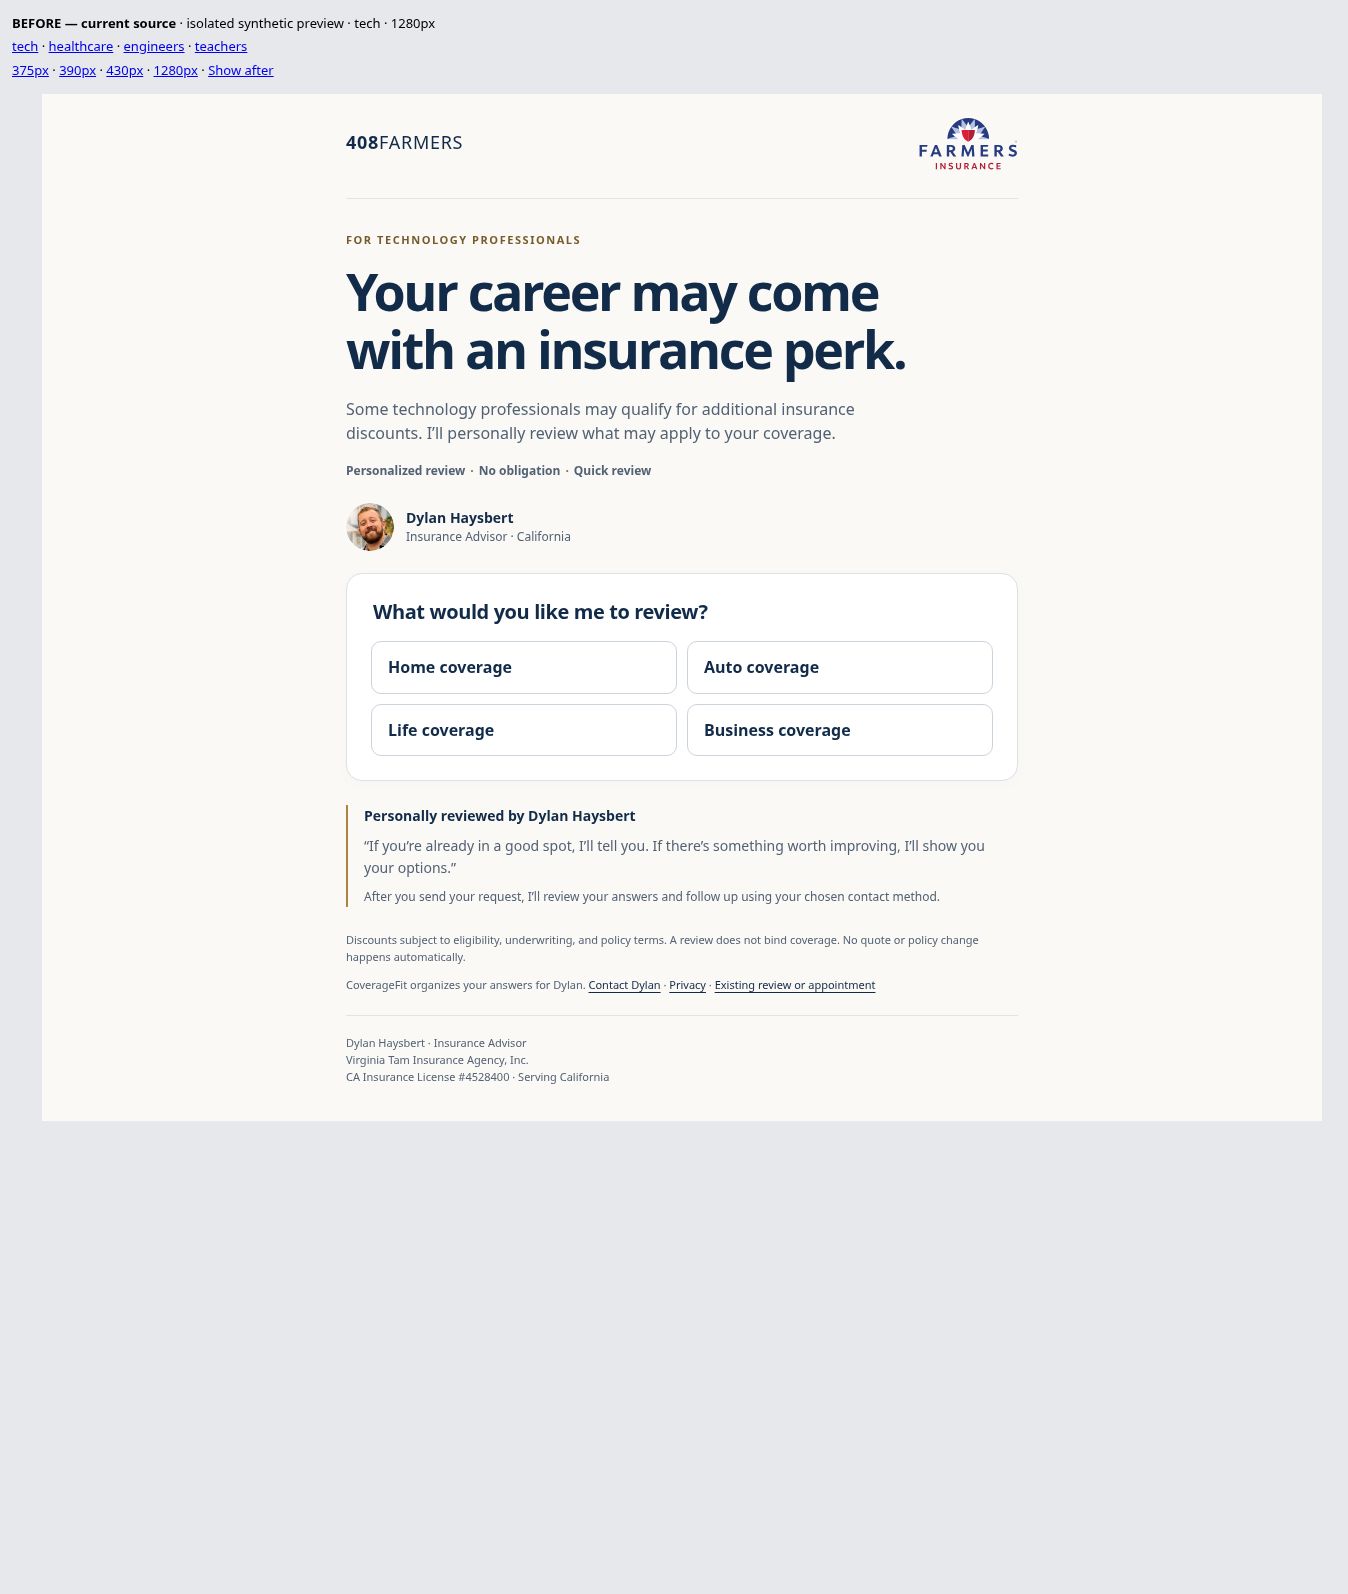 BEFORE — current source · isolated synthetic preview · tech · 1280px
tech · healthcare · engineers · teachers
375px · 390px · 430px · 1280px · Show after
408FARMERS
FARMERS
INSURANCE
FOR TECHNOLOGY PROFESSIONALS
Your career may come
with an insurance perk.
Some technology professionals may qualify for additional insurance
discounts. I’ll personally review what may apply to your coverage.
Personalized review · No obligation · Quick review
Dylan Haysbert
Insurance Advisor · California
What would you like me to review?
Home coverage
Auto coverage
Life coverage
Business coverage
Personally reviewed by Dylan Haysbert
“If you’re already in a good spot, I’ll tell you. If there’s something worth improving, I’ll show you
your options.”
After you send your request, I’ll review your answers and follow up using your chosen contact method.
Discounts subject to eligibility, underwriting, and policy terms. A review does not bind coverage. No quote or policy change
happens automatically.
CoverageFit organizes your answers for Dylan. Contact Dylan · Privacy · Existing review or appointment
Dylan Haysbert · Insurance Advisor
Virginia Tam Insurance Agency, Inc.
CA Insurance License #4528400 · Serving California